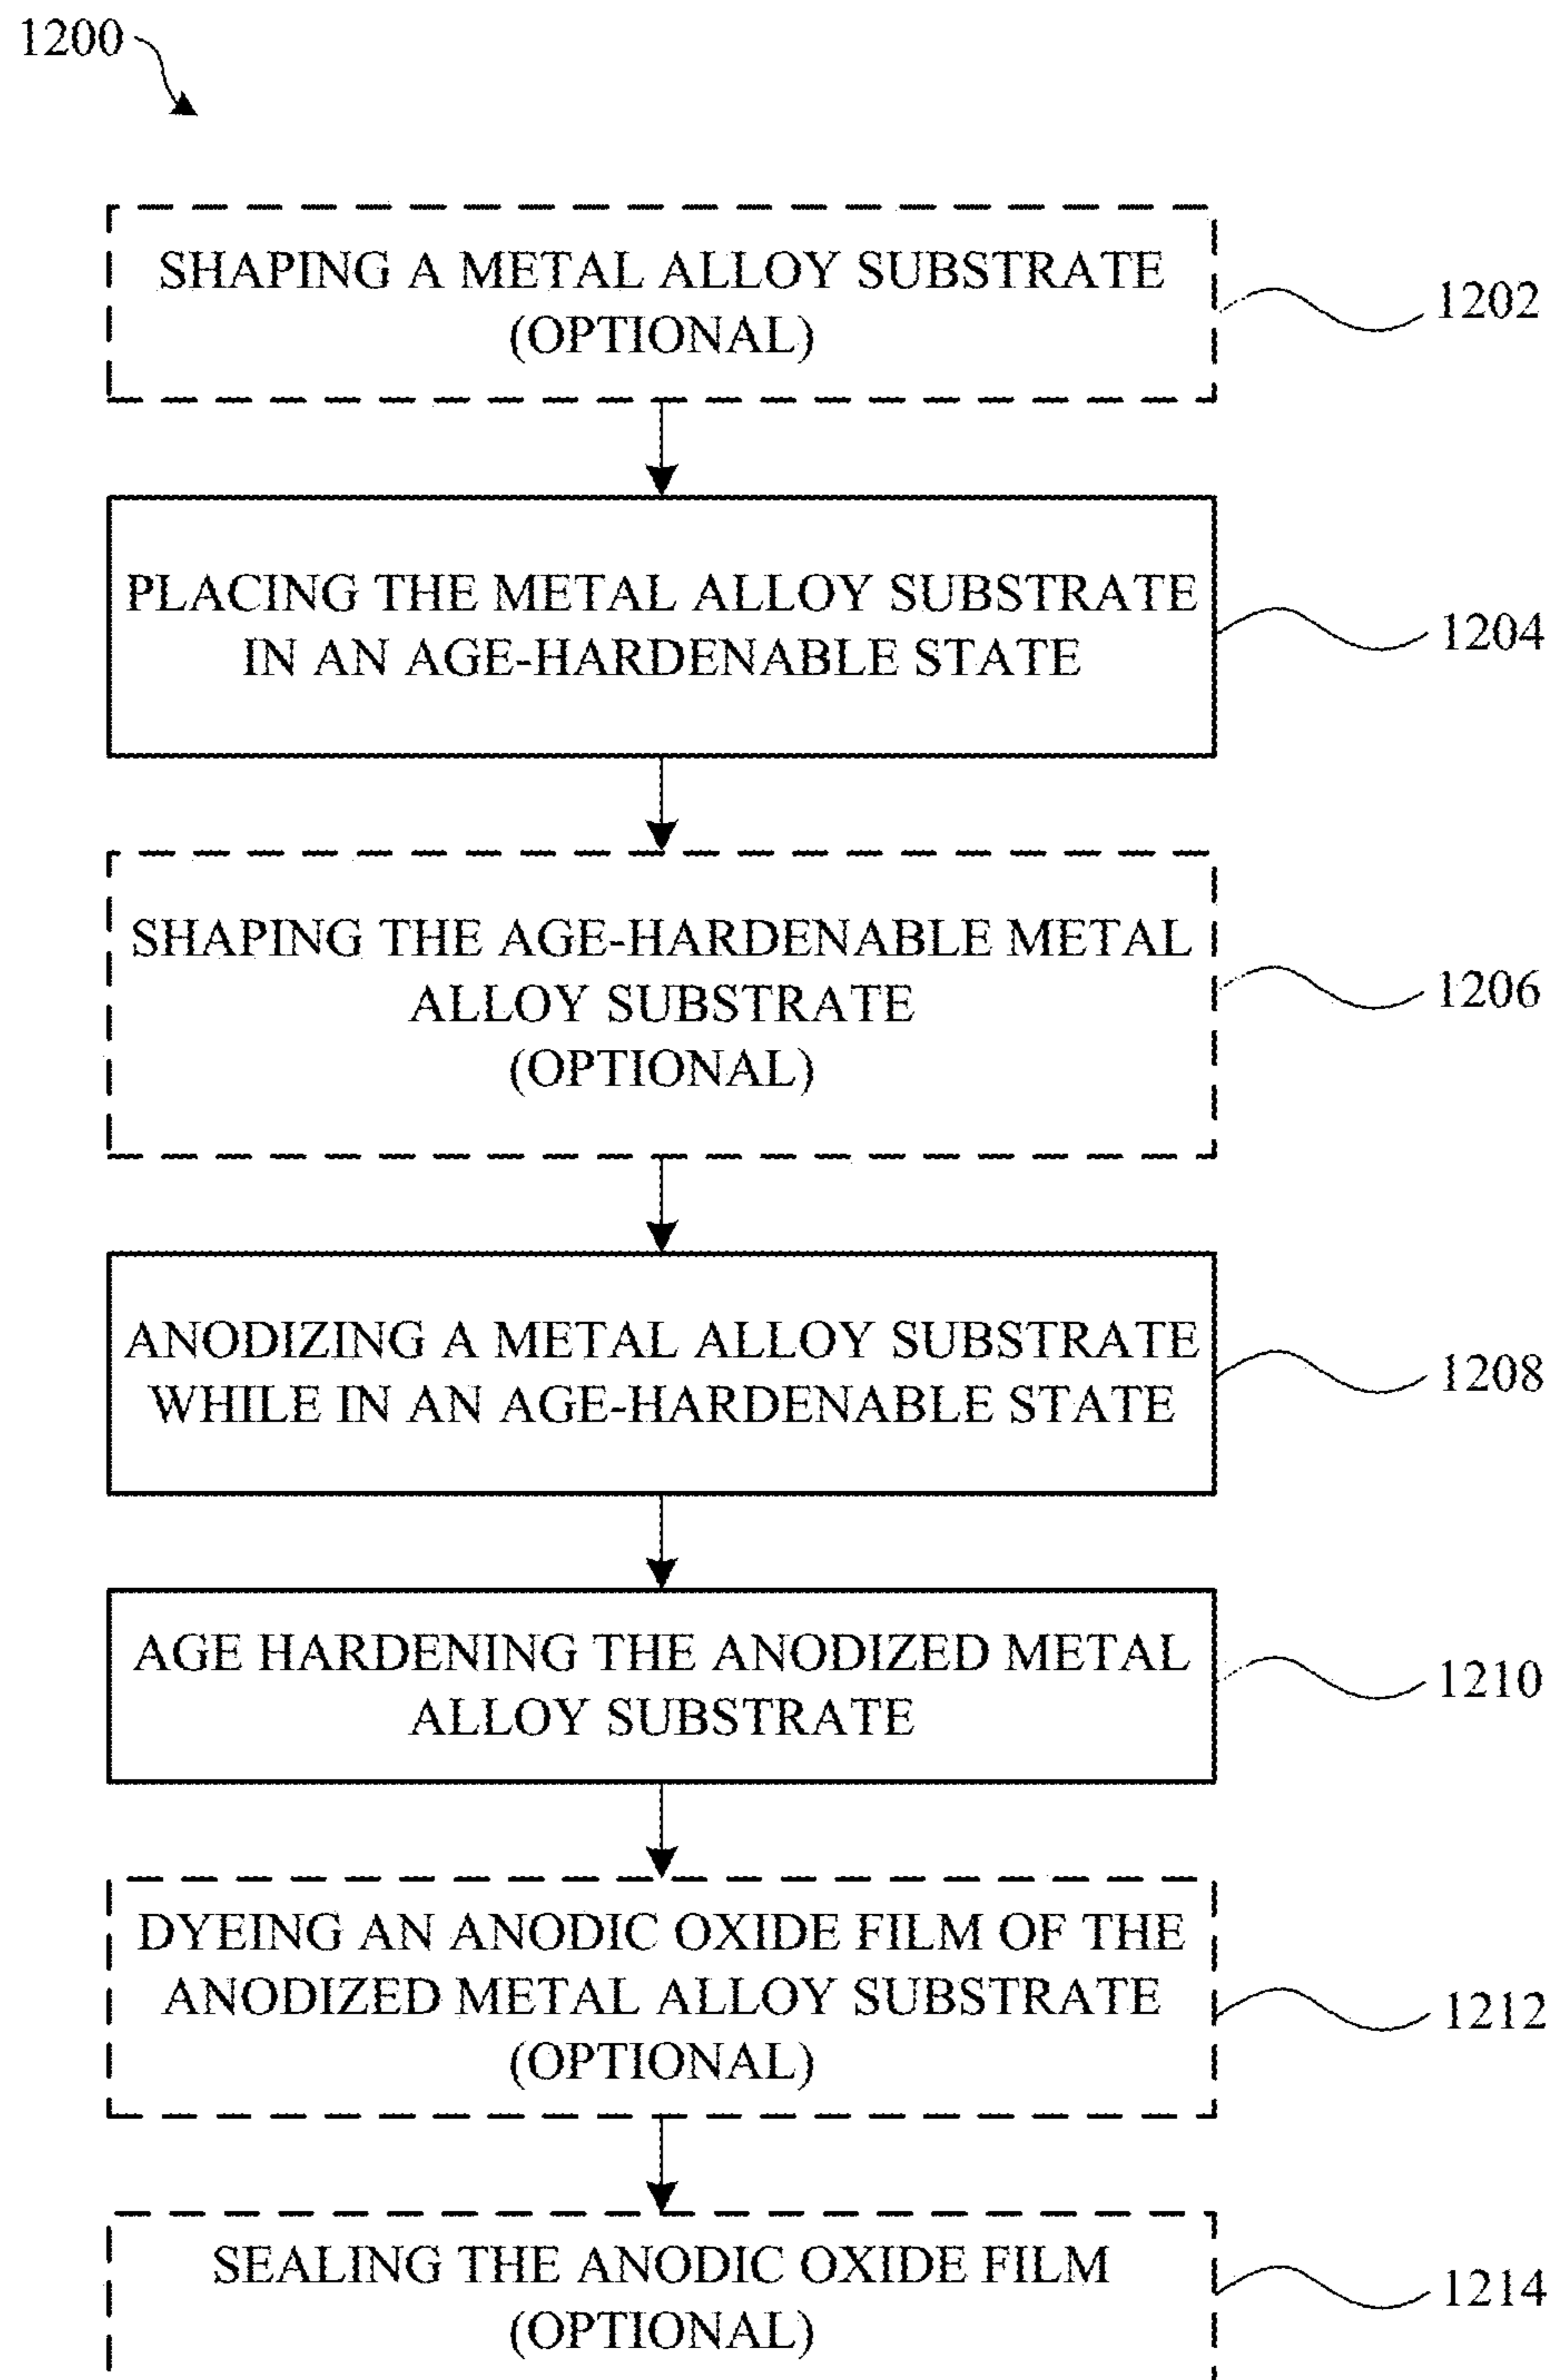 1200
SHAPING A METAL ALLOY SUBSTRATE
(OPTIONAL)
1202
PLACING THE METAL ALLOY SUBSTRATE
IN AN AGE-HARDENABLE STATE
1204
SHAPING THE AGE-HARDENABLE METAL
ALLOY SUBSTRATE
(OPTIONAL)
1206
ANODIZING A METAL ALLOY SUBSTRATE
WHILE IN AN AGE-HARDENABLE STATE
1208
AGE HARDENING THE ANODIZED METAL
ALLOY SUBSTRATE
1210
DYEING AN ANODIC OXIDE FILM OF THE
ANODIZED METAL ALLOY SUBSTRATE
(OPTIONAL)
1212
SEALING THE ANODIC OXIDE FILM
(OPTIONAL)
1214